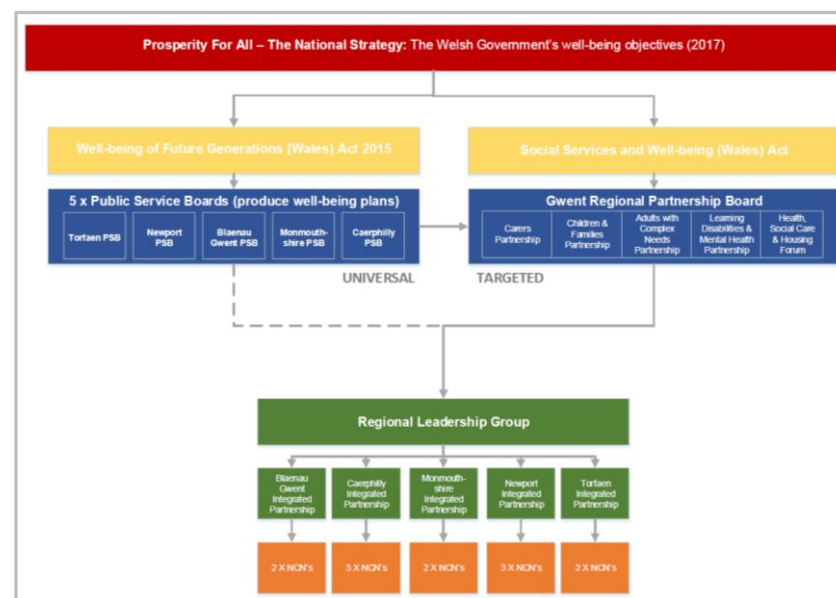 Prosperity For All – The National Strategy: The Welsh Government's well-being objectives (2017)
Well-being of Future Generations (Wales) Act 2015
Social Services and Well-being (Wales) Act
5 x Public Service Boards (produce well-being plans)
Torfaen PSB
Newport
PSB
Blaenau
Gwent PSB
Monmouth-
shire PSB
Caerphilly
PSB
Gwent Regional Partnership Board
Carers
Partnership
Children &
Families
Partnership
Adults with
Complex
Needs
Partnership
Learning
Disabilities &
Mental Health
Partnership
Health,
Social Care
& Housing
Forum
UNIVERSAL
TARGETED
Regional Leadership Group
Blaenau
Gwent
Integrated
Partnership
Caerphilly
Integrated
Partnership
Monmouth-
shire
Integrated
Partnership
Newport
Integrated
Partnership
Torfaen
Integrated
Partnership
2 X NCN's
3 X NCN's
2 X NCN's
3 X NCN's
2 X NCN's